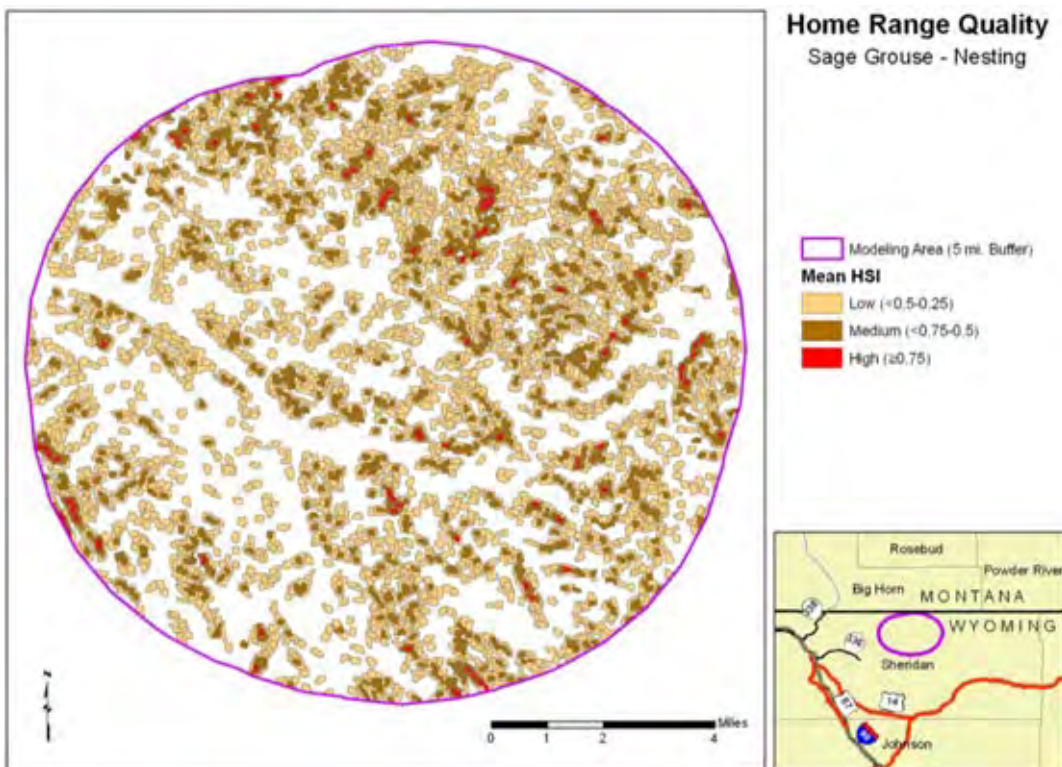 Home Range Quality
Sage Grouse - Nesting
Modeling Area (5 mi. Buffer)
Mean HSI
Low (<0.5-0.25)
Medium (<0.75-0.5)
High (≥0.75)
Miles
0 1 2 4
Rosebud
Powder River
Big Horn
MONTANA
WYOMING
Sheridan
87
14
Johnson